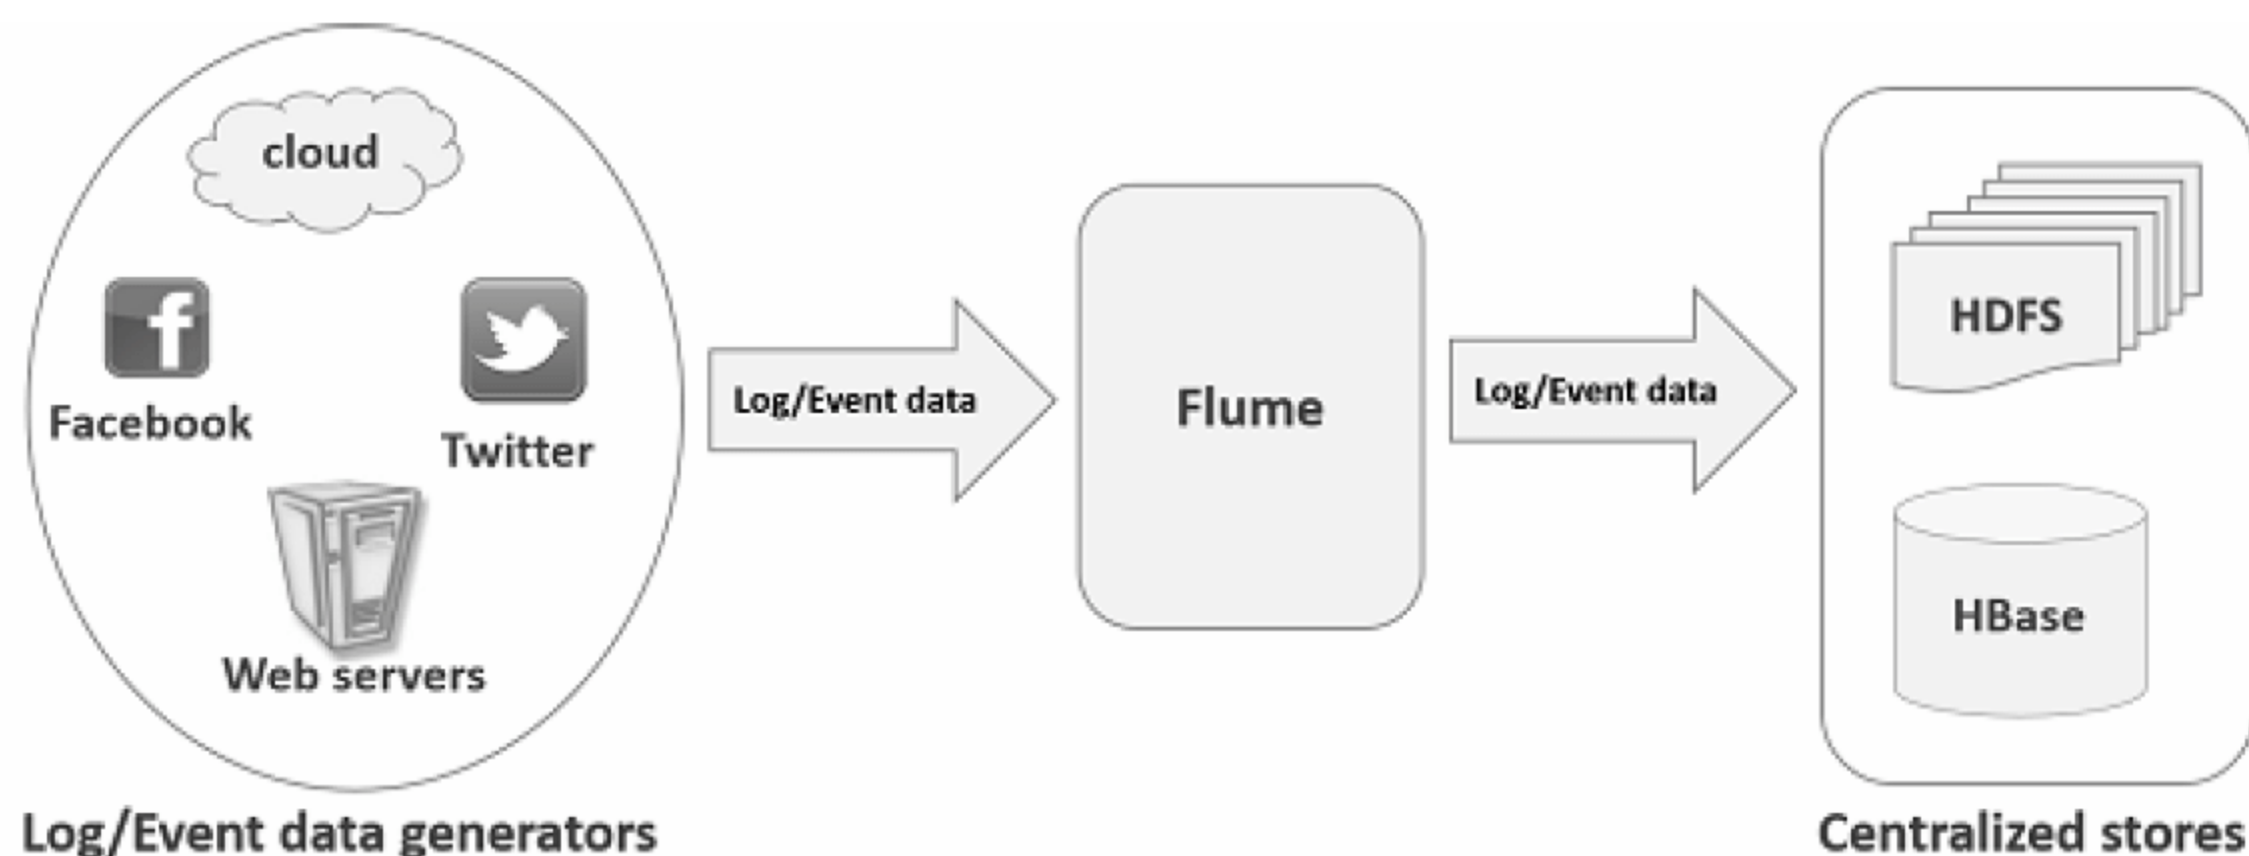 cloud
Facebook
Twitter
Web servers
Log/Event data generators
Log/Event data
Flume
Log/Event data
HDFS
HBase
Centralized stores